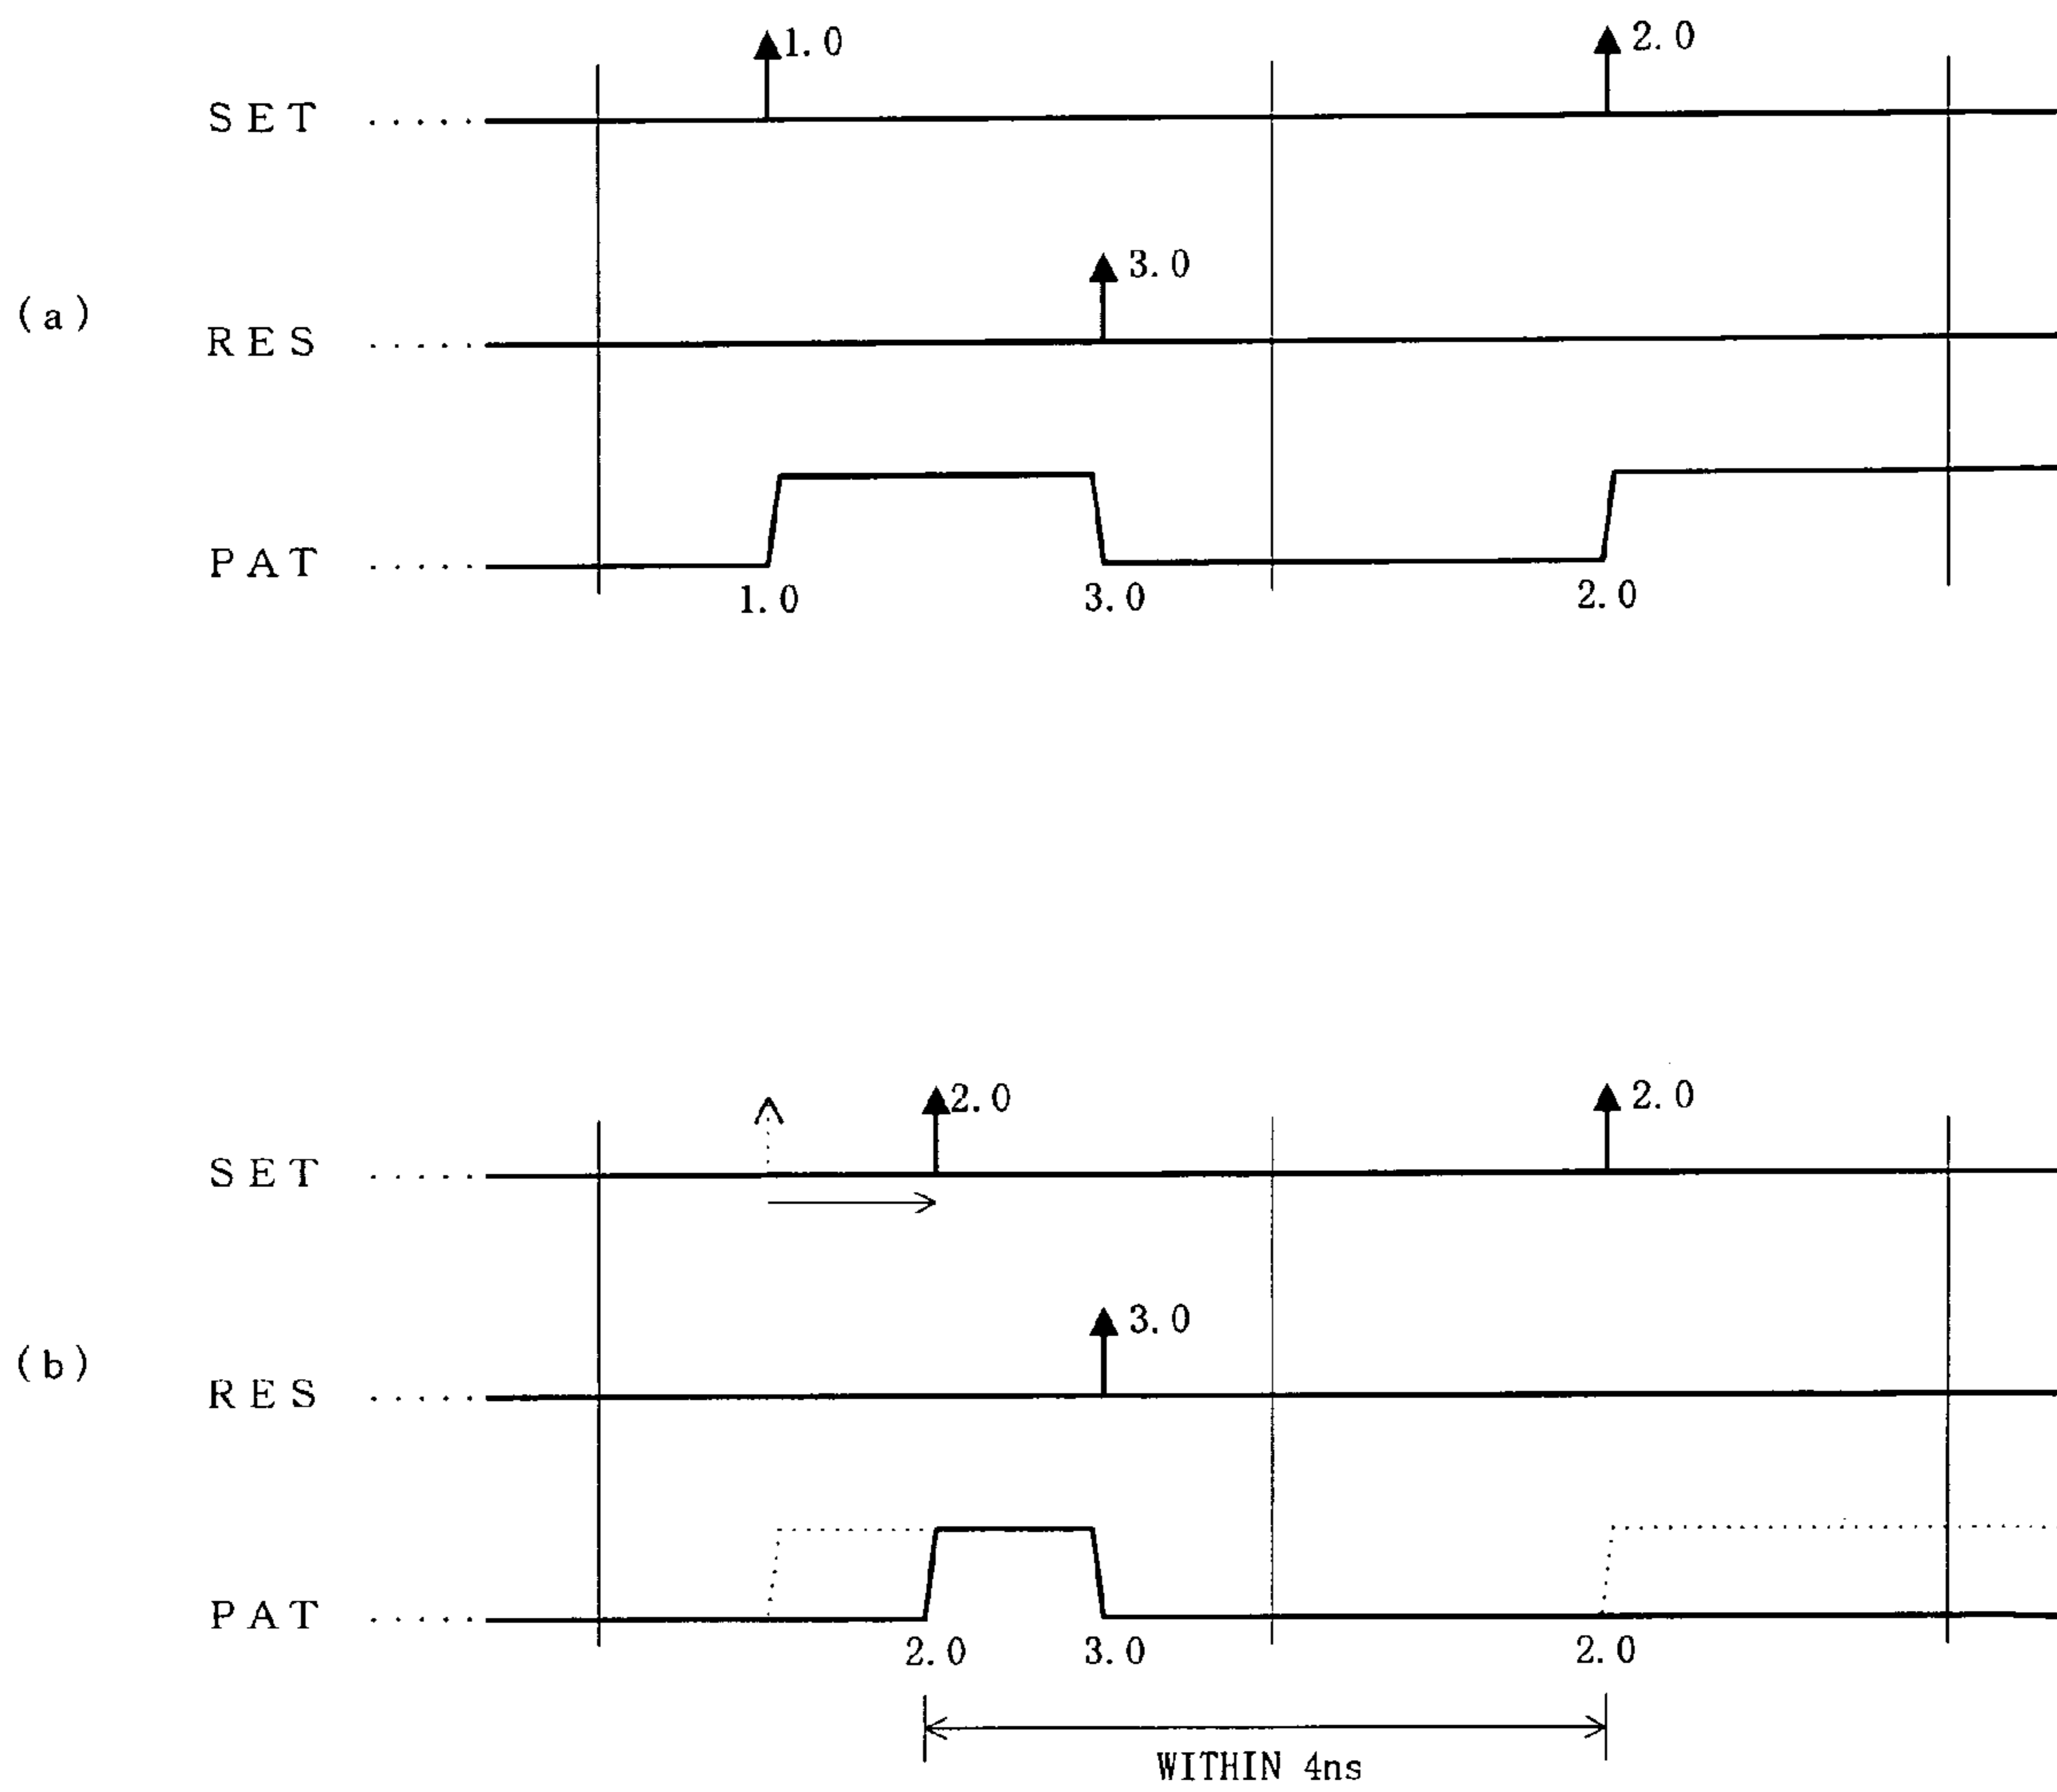 1.0
2.0
SET .....
3.0
(a)
RES .....
PAT .....
1.0 3.0 2.0
2.0
2.0
SET .....
3.0
(b)
RES .....
PAT .....
2.0 3.0 2.0
WITHIN 4ns